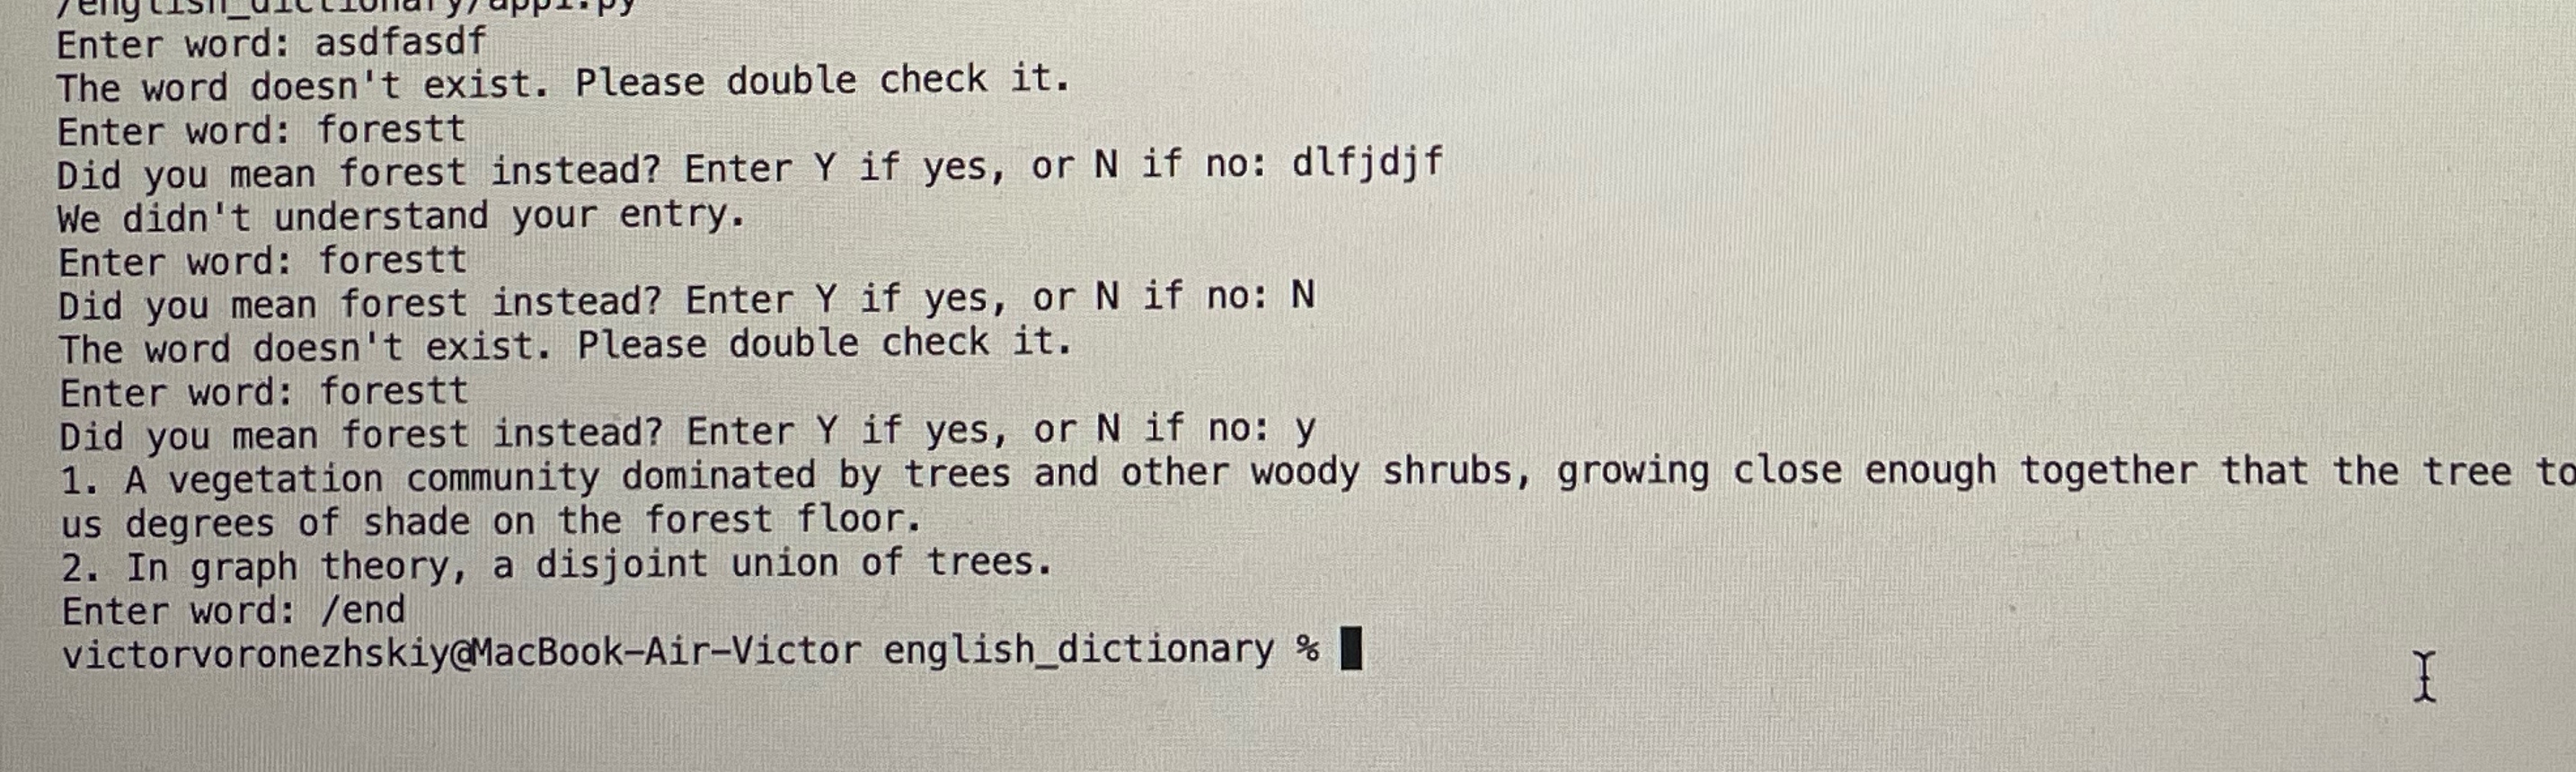 /english_dictionary/app1.py
Enter word: asdfasdf
The word doesn't exist. Please double check it.
Enter word: forestt
Did you mean forest instead? Enter Y if yes, or N if no: dlfjdjf
We didn't understand your entry.
Enter word: forestt
Did you mean forest instead? Enter Y if yes, or N if no: N
The word doesn't exist. Please double check it.
Enter word: forestt
Did you mean forest instead? Enter Y if yes, or N if no: y
1. A vegetation community dominated by trees and other woody shrubs, growing close enough together that the tree to
us degrees of shade on the forest floor.
2. In graph theory, a disjoint union of trees.
Enter word: /end
victorvoronezhskiy@MacBook-Air-Victor english_dictionary %